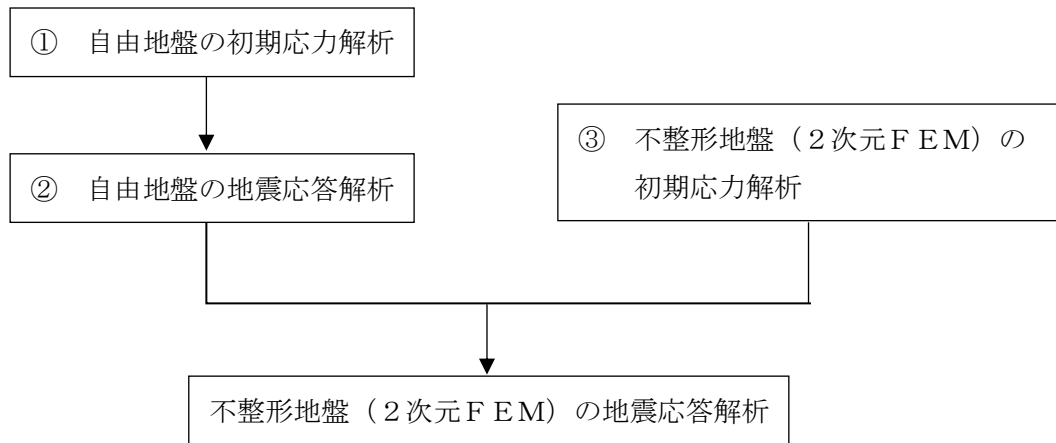 ① 自由地盤の初期応力解析
② 自由地盤の地震応答解析
③ 不整形地盤（２次元ＦＥＭ）の
初期応力解析
不整形地盤（２次元ＦＥＭ）の地震応答解析